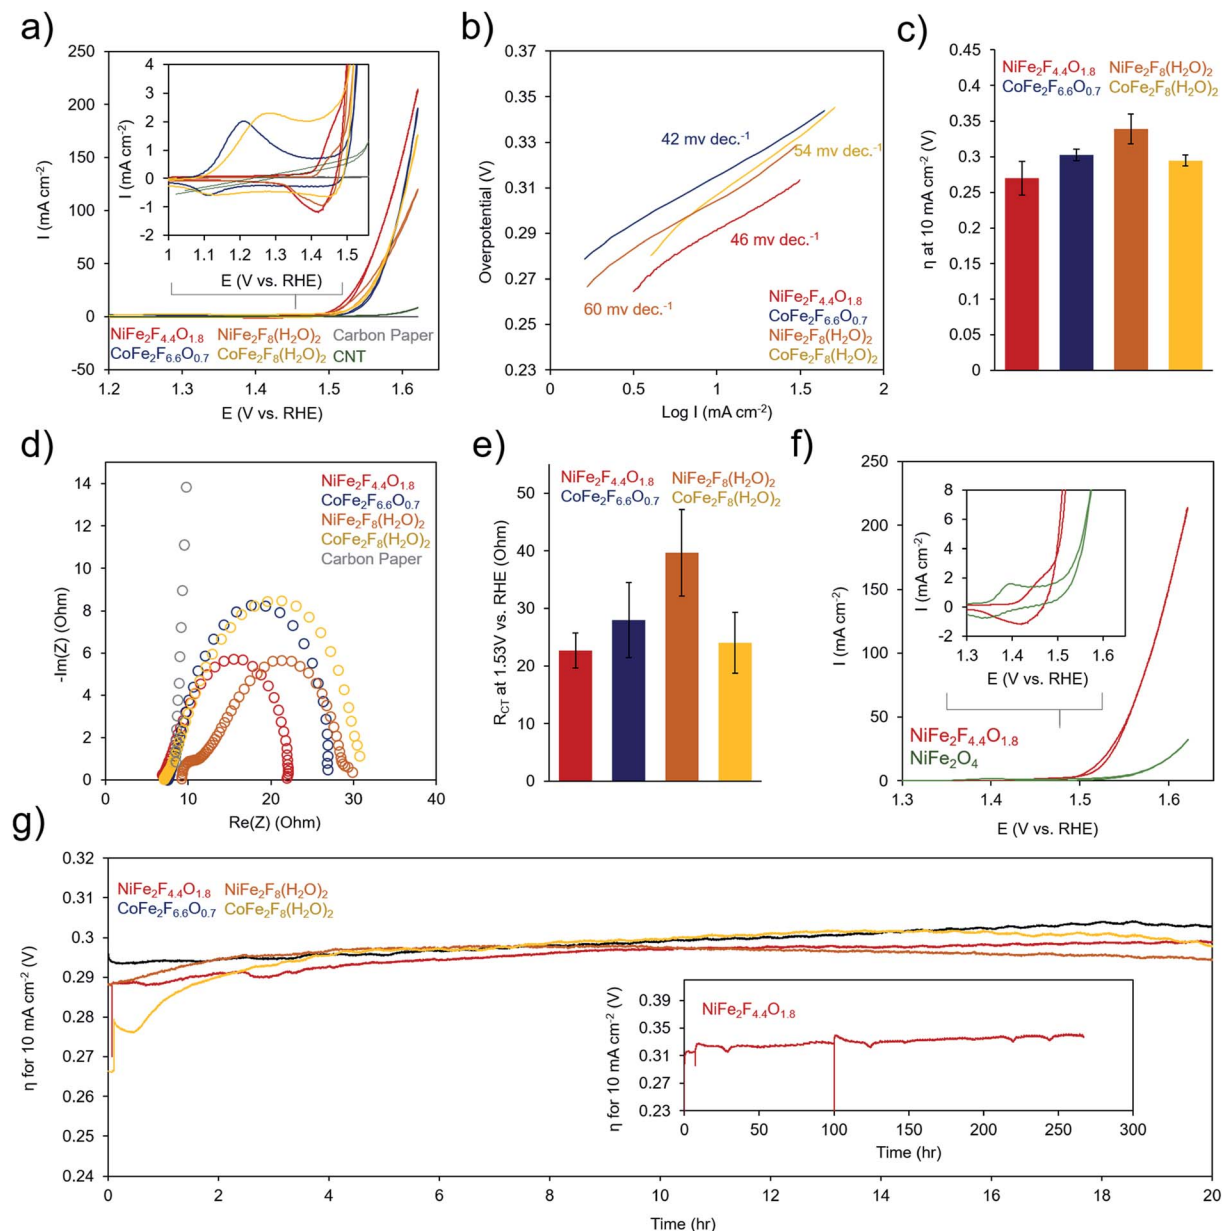 a)
250
200
150
100
50
0
-50
I (mA cm⁻²)
1.2 1.3 1.4 1.5 1.6
E (V vs. RHE)
4
3
2
1
0
-1
-2
I (mA cm⁻²)
1 1.1 1.2 1.3 1.4 1.5
E (V vs. RHE)
NiFe₂F₄.₄O₁.₈ NiFe₂F₈(H₂O)₂ Carbon Paper
CoFe₂F₆.₆O₀.₇ CoFe₂F₈(H₂O)₂ CNT
b)
0.37
0.35
0.33
0.31
0.29
0.27
0.25
0.23
Overpotential (V)
42 mv dec.⁻¹
54 mv dec.⁻¹
46 mv dec.⁻¹
60 mv dec.⁻¹
NiFe₂F₄.₄O₁.₈
CoFe₂F₆.₆O₀.₇
NiFe₂F₈(H₂O)₂
CoFe₂F₈(H₂O)₂
0 0.5 1 1.5 2
Log I (mA cm⁻²)
c)
0.45
0.4
0.35
0.3
0.25
0.2
0.15
0.1
0.05
0
η at 10 mA cm⁻² (V)
NiFe₂F₄.₄O₁.₈ NiFe₂F₈(H₂O)₂
CoFe₂F₆.₆O₀.₇ CoFe₂F₈(H₂O)₂
d)
14
12
10
8
6
4
2
0
-Im(Z) (Ohm)
NiFe₂F₄.₄O₁.₈
CoFe₂F₆.₆O₀.₇
NiFe₂F₈(H₂O)₂
CoFe₂F₈(H₂O)₂
Carbon Paper
0 10 20 30 40
Re(Z) (Ohm)
e)
50
40
30
20
10
0
R_CT at 1.53V vs. RHE (Ohm)
NiFe₂F₄.₄O₁.₈ NiFe₂F₈(H₂O)₂
CoFe₂F₆.₆O₀.₇ CoFe₂F₈(H₂O)₂
f)
250
200
150
100
50
0
I (mA cm⁻²)
8
6
4
2
0
-2
I (mA cm⁻²)
1.3 1.4 1.5 1.6
E (V vs. RHE)
NiFe₂F₄.₄O₁.₈
NiFe₂O₄
1.3 1.4 1.5 1.6
E (V vs. RHE)
g)
0.32
0.31
0.3
0.29
0.28
0.27
0.26
0.25
0.24
η for 10 mA cm⁻² (V)
NiFe₂F₄.₄O₁.₈ NiFe₂F₈(H₂O)₂
CoFe₂F₆.₆O₀.₇ CoFe₂F₈(H₂O)₂
0.39
0.35
0.31
0.27
0.23
η for 10 mA cm⁻² (V)
NiFe₂F₄.₄O₁.₈
0 50 100 150 200 250 300
Time (hr)
0 2 4 6 8 10 12 14 16 18 20
Time (hr)